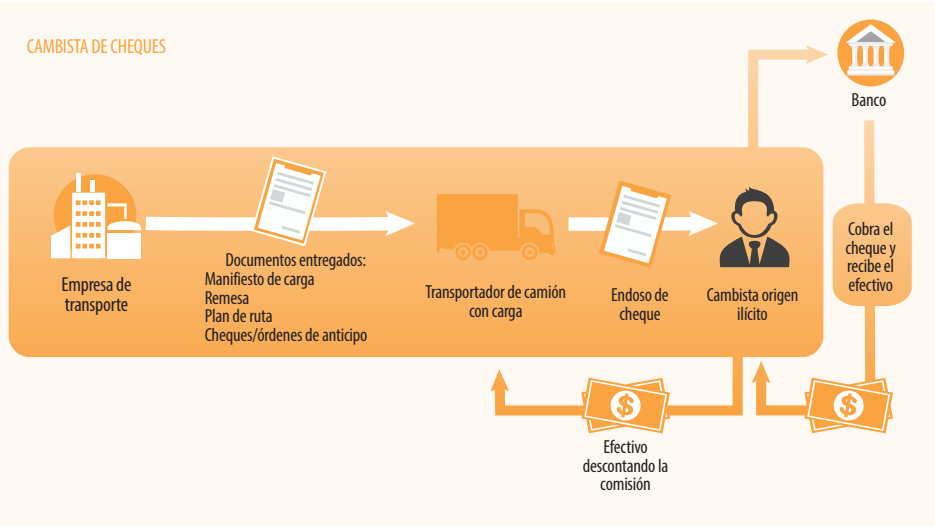 CAMBISTA DE CHEQUES
Banco
Empresa de
transporte
Documentos entregados:
Manifiesto de carga
Remesa
Plan de ruta
Cheques/órdenes de anticipo
Transportador de camión
con carga
Endoso de
cheque
Cambista origen
ilícito
Cobra el
cheque y
recibe el
efectivo
$
$
Efectivo
descontando la
comisión